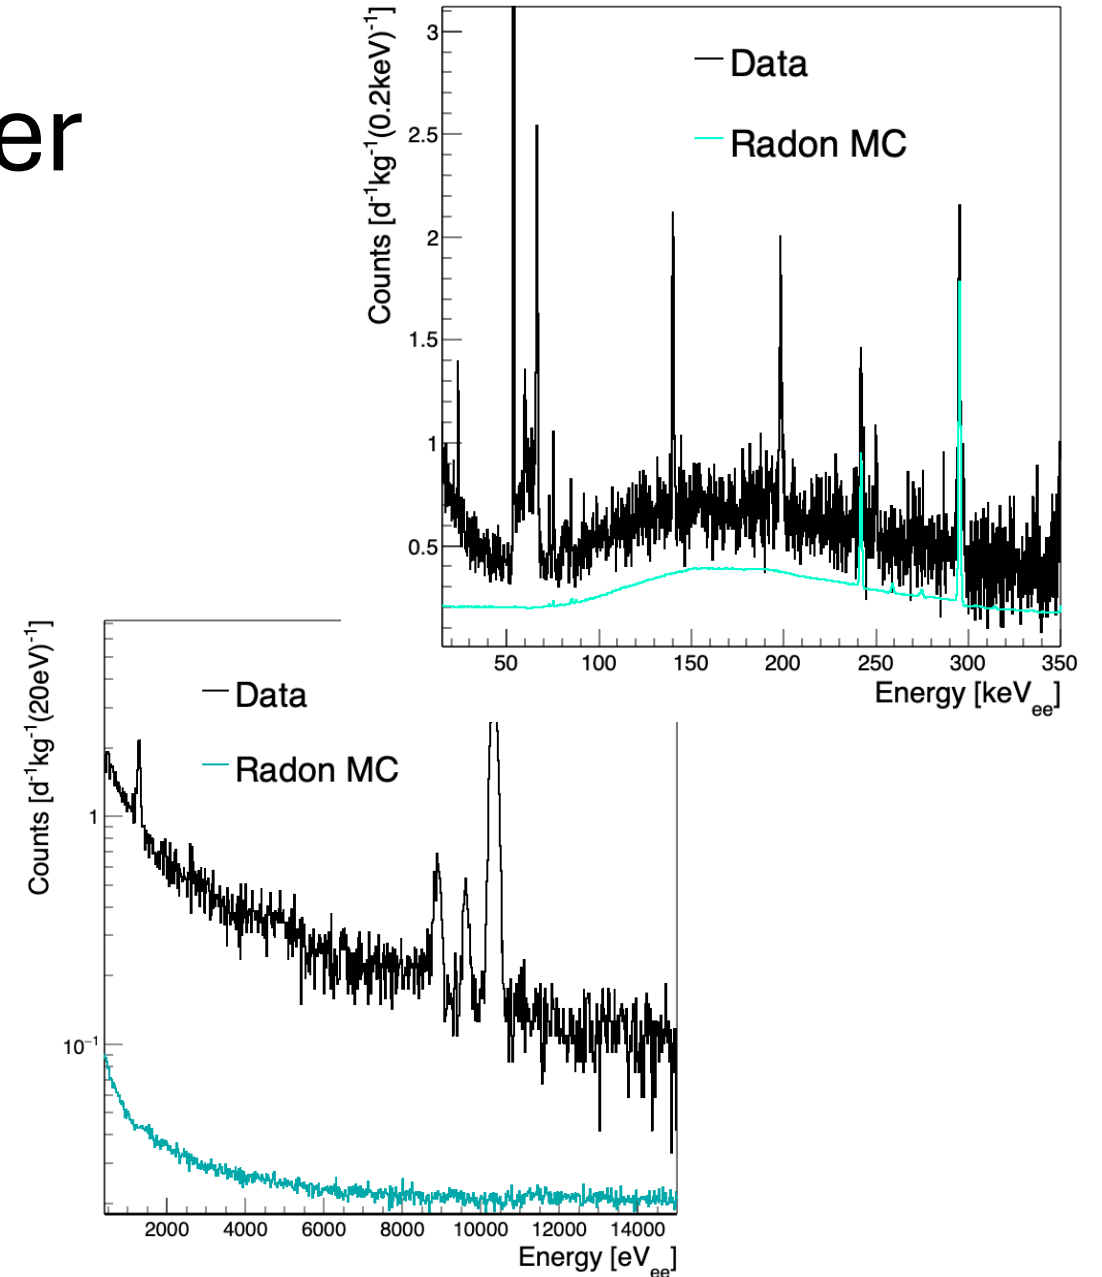 er
Counts [d⁻¹kg⁻¹(0.2keV)⁻¹]
Data
Radon MC
3
2.5
2
1.5
1
0.5
50 100 150 200 250 300 350
Energy [keVee]
Counts [d⁻¹kg⁻¹(20eV)⁻¹]
Data
Radon MC
1
10⁻¹
2000 4000 6000 8000 10000 12000 14000
Energy [eVee]